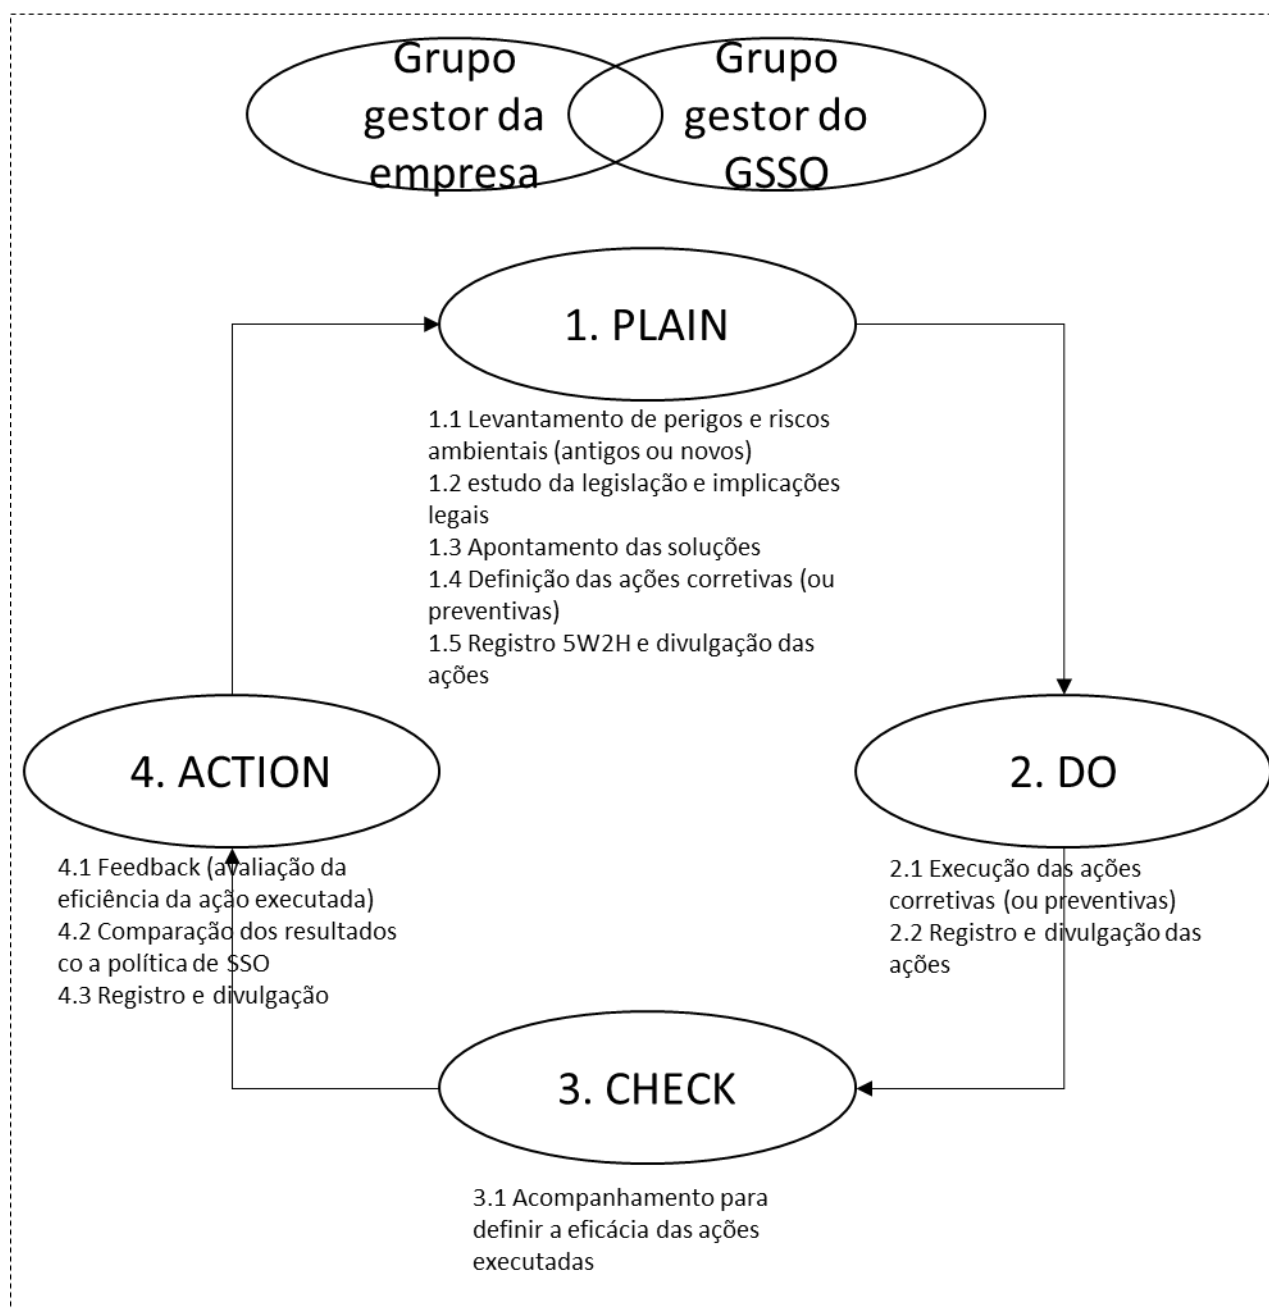 Grupo
gestor da
empresa
Grupo
gestor do
GSSO
1. PLAIN
1.1 Levantamento de perigos e riscos
ambientais (antigos ou novos)
1.2 estudo da legislação e implicações
legais
1.3 Apontamento das soluções
1.4 Definição das ações corretivas (ou
preventivas)
1.5 Registro 5W2H e divulgação das
ações
4. ACTION
2. DO
4.1 Feedback (avaliação da
eficiência da ação executada)
4.2 Comparação dos resultados
co a política de SSO
4.3 Registro e divulgação
2.1 Execução das ações
corretivas (ou preventivas)
2.2 Registro e divulgação das
ações
3. CHECK
3.1 Acompanhamento para
definir a eficácia das ações
executadas